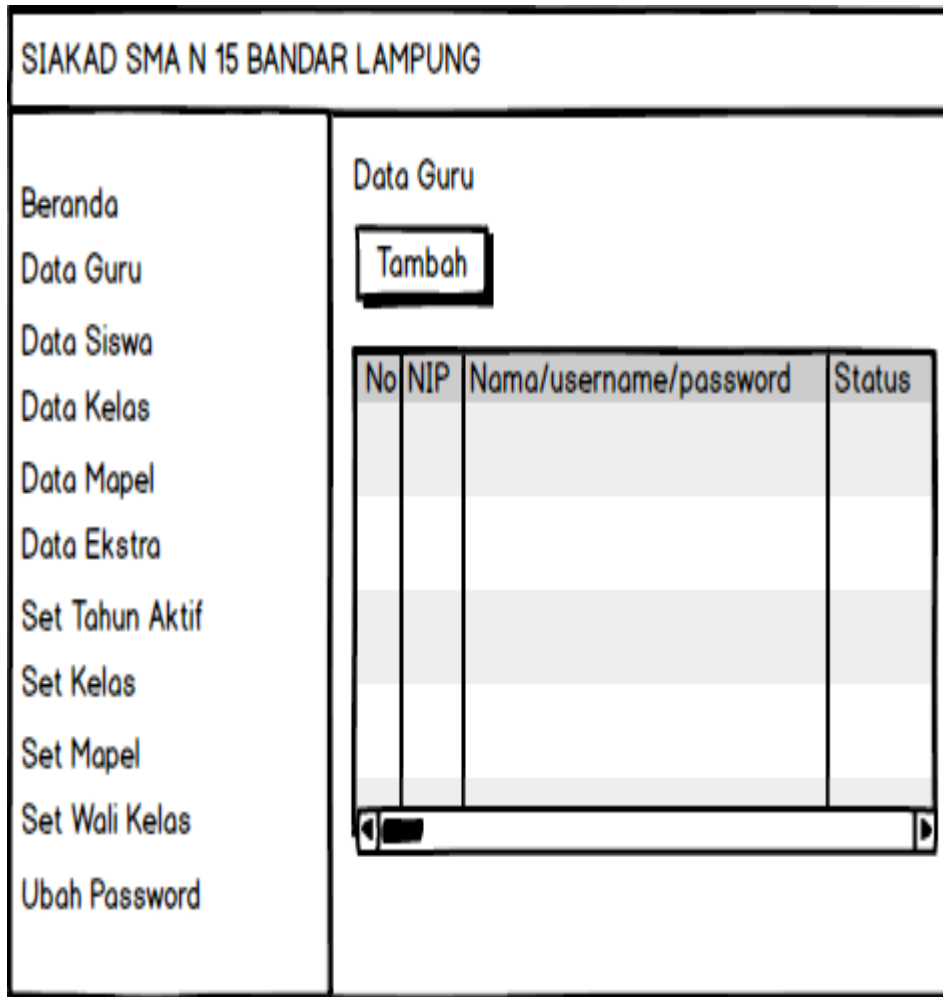 SIAKAD SMA N 15 BANDAR LAMPUNG
Beranda
Data Guru
Data Siswa
Data Kelas
Data Mapel
Data Ekstra
Set Tahun Aktif
Set Kelas
Set Mapel
Set Wali Kelas
Ubah Password
Data Guru
Tambah
No NIP Nama/username/password Status